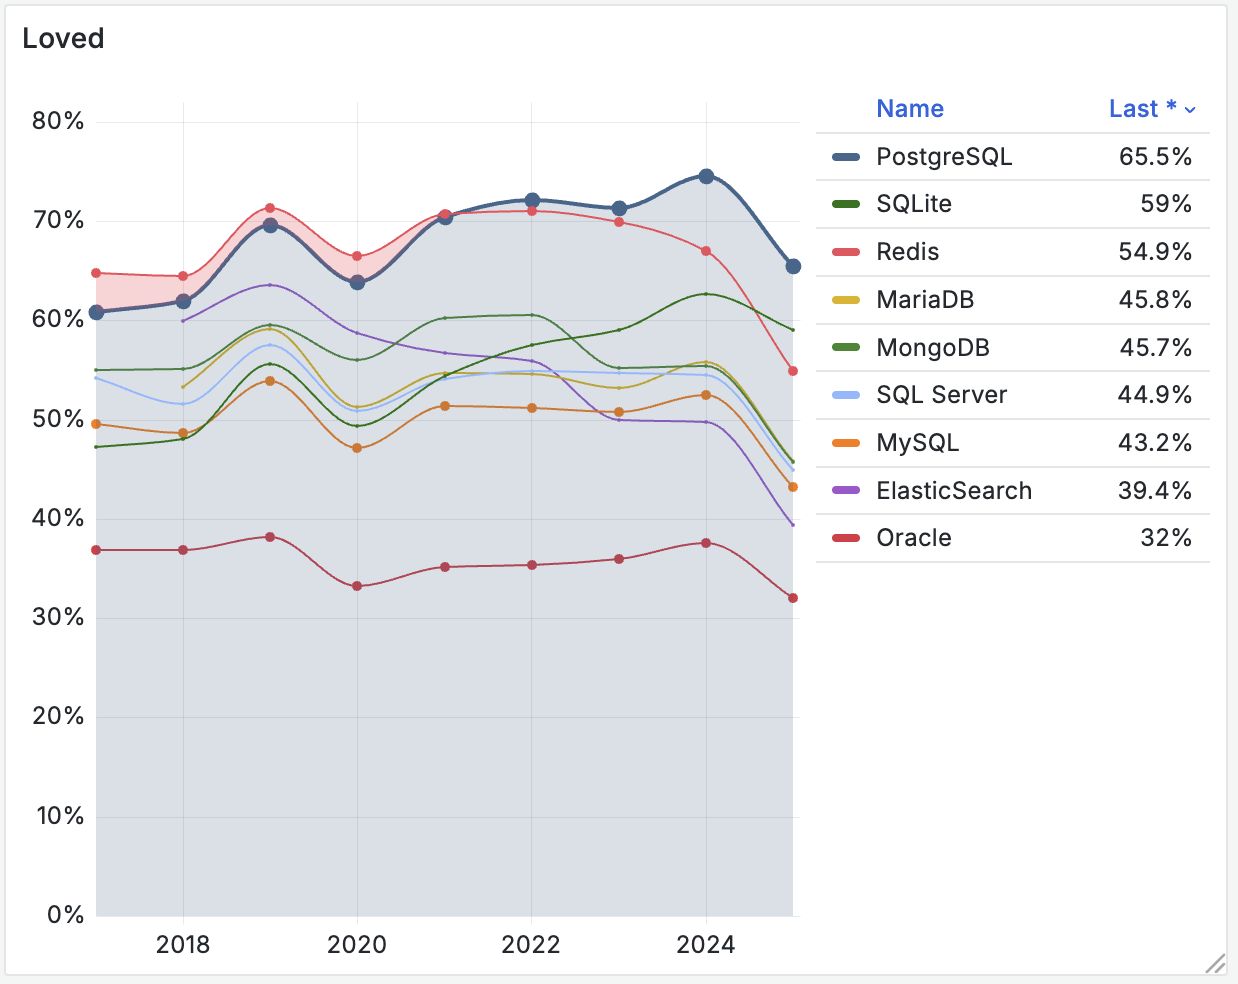 Loved
80%
70%
60%
50%
40%
30%
20%
10%
0%
2018 2020 2022 2024
Name Last *
PostgreSQL 65.5%
SQLite 59%
Redis 54.9%
MariaDB 45.8%
MongoDB 45.7%
SQL Server 44.9%
MySQL 43.2%
ElasticSearch 39.4%
Oracle 32%